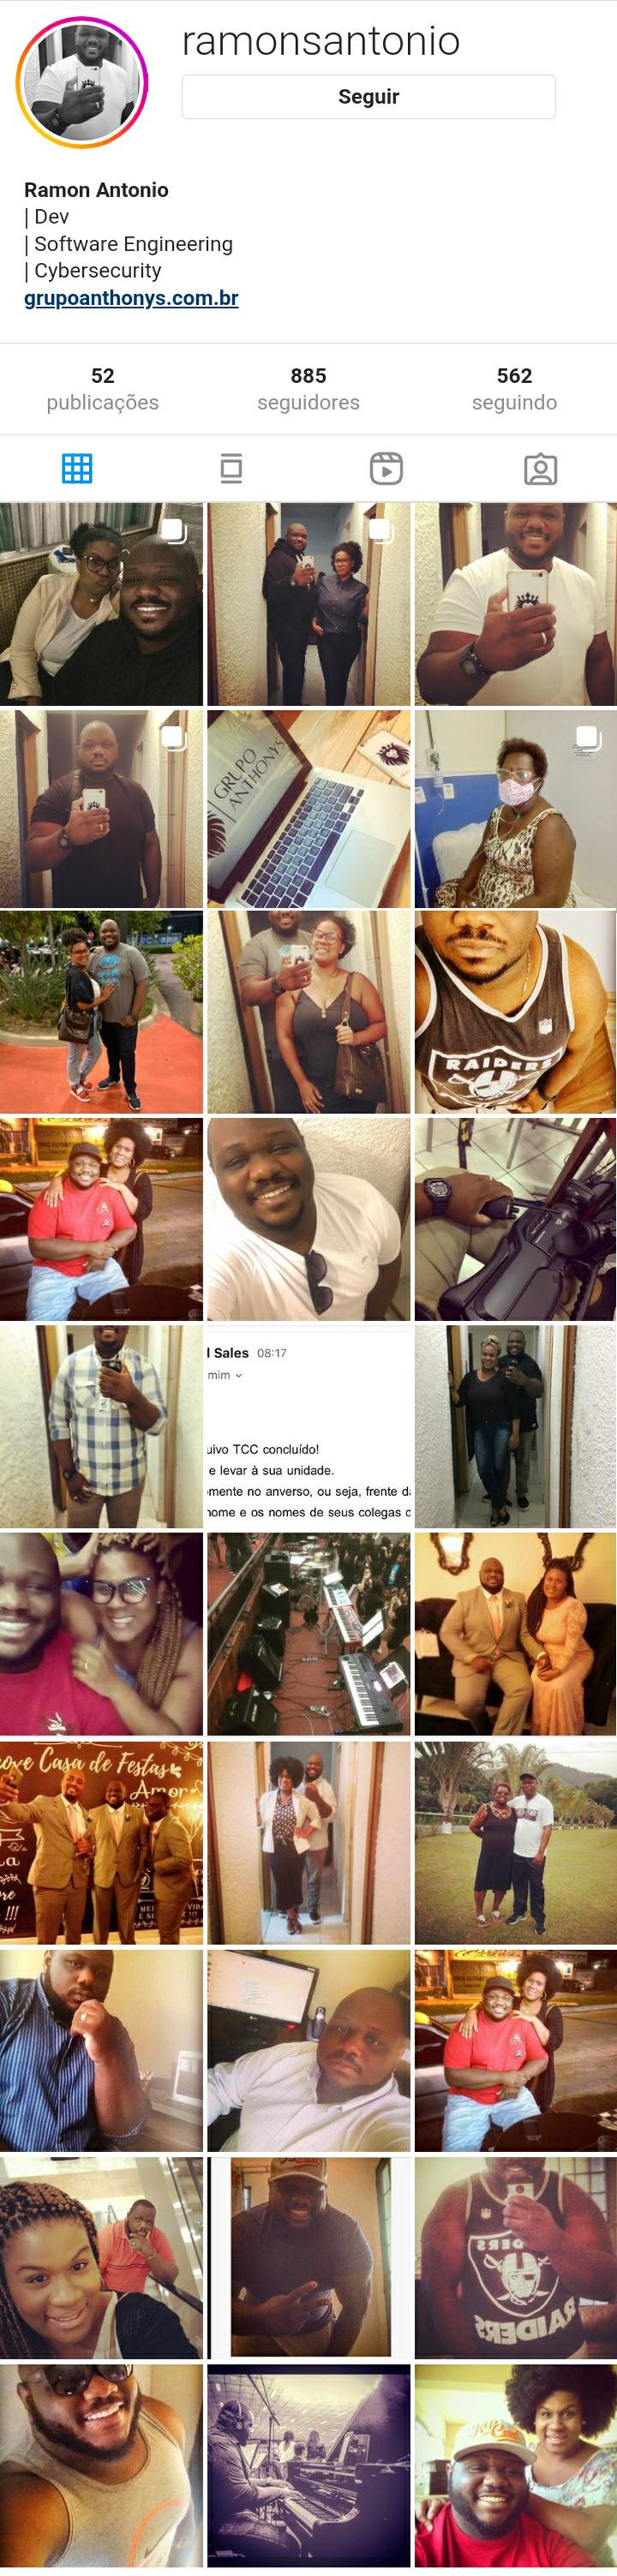 ramonsantonio
Seguir
Ramon Antonio
| Dev
| Software Engineering
| Cybersecurity
grupoanthonys.com.br
52
885
562
publicações
seguidores
seguindo
GRUPO
ANTHONYS
RAIDERS
l Sales 08:17
mim
uivo TCC concluído!
e levar à sua unidade.
omente no anverso, ou seja, frente da
nome e os nomes de seus colegas d
ove Casa de Festas
Amor
RAIDERS